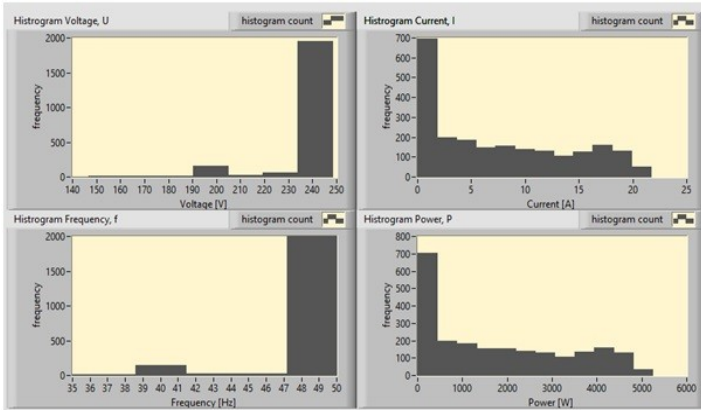 Histrogram Voltage, U
histogram count
2000
1500
1000
500
0
frequency
140 150 160 170 180 190 200 210 220 230 240 250
Voltage [V]
Histrogram Current, I
histogram count
700
600
500
400
300
200
100
0
frequency
0 5 10 15 20 25
Current [A]
Histrogram Frequency, f
histogram count
2000
1500
1000
500
0
frequency
35 36 37 38 39 40 41 42 43 44 45 46 47 48 49 50
Frequency [Hz]
Histrogram Power, P
histogram count
800
700
600
500
400
300
200
100
0
frequency
0 1000 2000 3000 4000 5000 6000
Power [W]